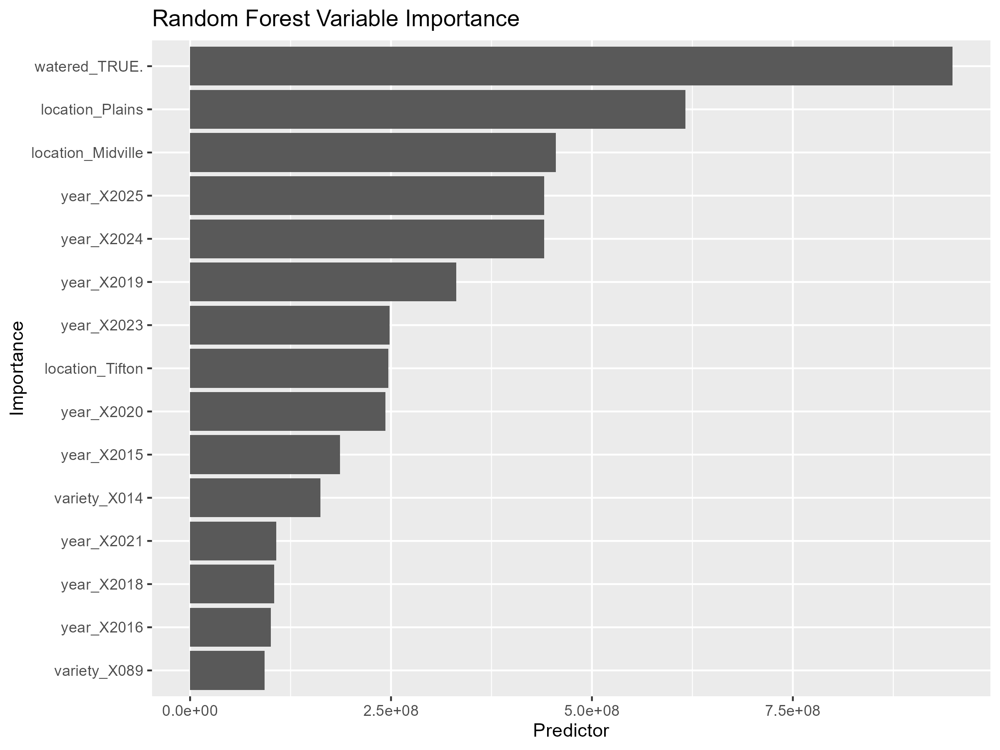 Random Forest Variable Importance
watered_TRUE.
location_Plains
location_Midville
year_X2025
year_X2024
year_X2019
year_X2023
location_Tifton
year_X2020
year_X2015
variety_X014
year_X2021
year_X2018
year_X2016
variety_X089
Importance
0.0e+00 2.5e+08 5.0e+08 7.5e+08
Predictor